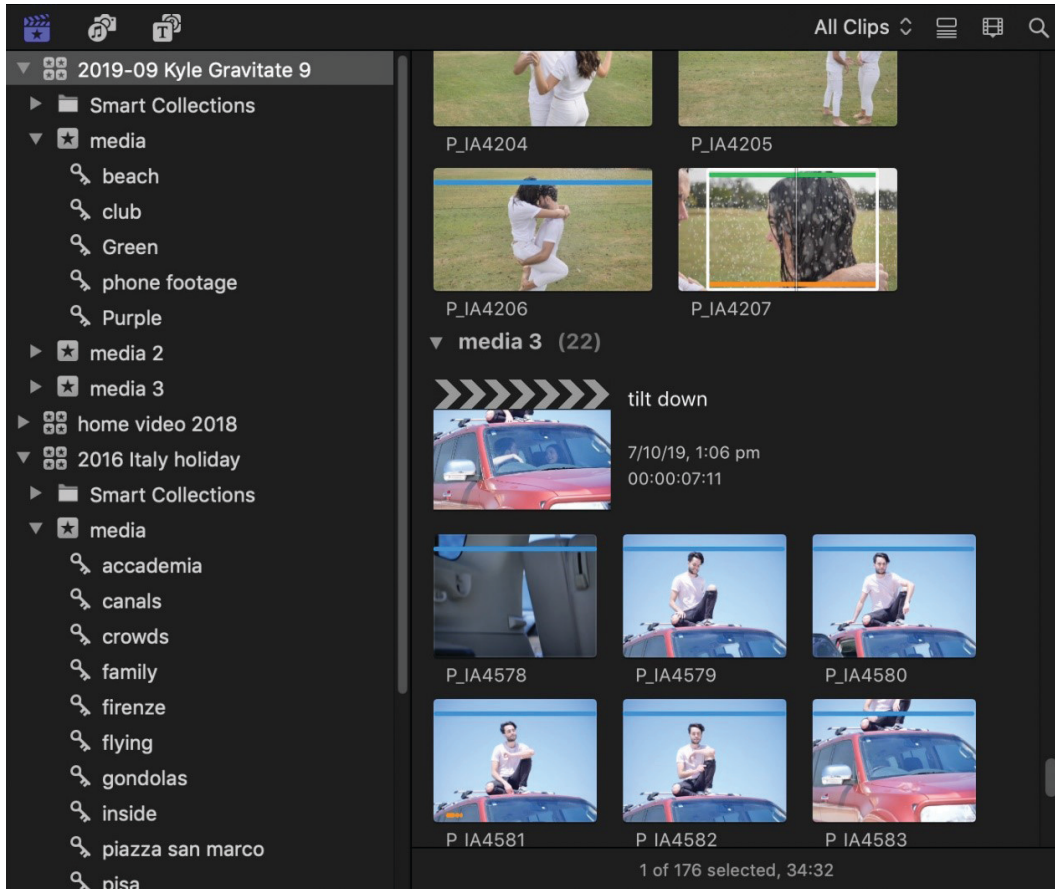 All Clips
2019-09 Kyle Gravitate 9
Smart Collections
media
beach
club
Green
phone footage
Purple
media 2
media 3
home video 2018
2016 Italy holiday
Smart Collections
media
accademia
canals
crowds
family
firenze
flying
gondolas
inside
piazza san marco
pisa
P_IA4204
P_IA4205
P_IA4206
P_IA4207
media 3 (22)
tilt down
7/10/19, 1:06 pm
00:00:07:11
P_IA4578
P_IA4579
P_IA4580
P_IA4581
P_IA4582
P_IA4583
1 of 176 selected, 34:32